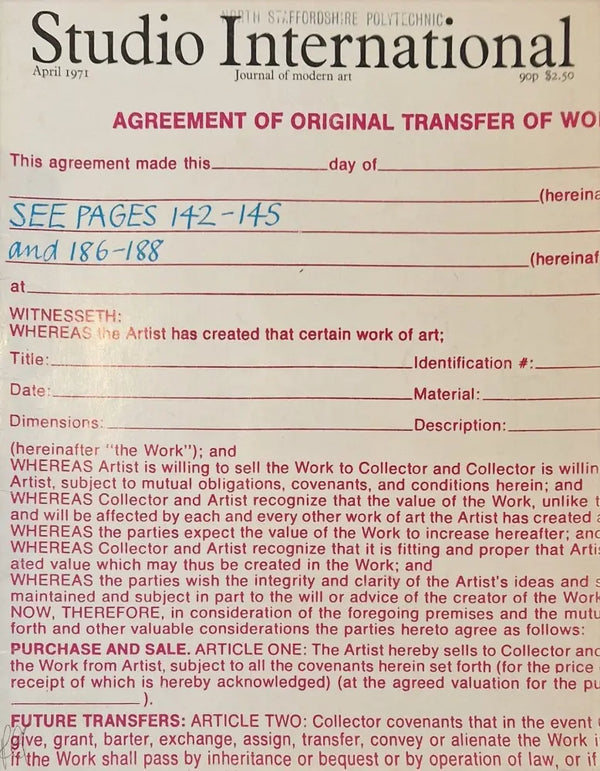 NORTH STAFFORDSHIRE POLYTECHNIC
Studio International
April 1971 Journal of modern art 90p $2.50
AGREEMENT OF ORIGINAL TRANSFER OF WO
This agreement made this day of
(hereina
SEE PAGES 142-145
and 186-188
(hereinaf
at
WITNESSETH:
WHEREAS the Artist has created that certain work of art;
Title: Identification #:
Date: Material:
Dimensions: Description:
(hereinafter "the Work"); and
WHEREAS Artist is willing to sell the Work to Collector and Collector is willin
Artist, subject to mutual obligations, covenants, and conditions herein; and
WHEREAS Collector and Artist recognize that the value of the Work, unlike t
and will be affected by each and every other work of art the Artist has created a
WHEREAS the parties expect the value of the Work to increase hereafter; and
WHEREAS Collector and Artist recognize that it is fitting and proper that Arti
ated value which may thus be created in the Work; and
WHEREAS the parties wish the integrity and clarity of the Artist's ideas and s
maintained and subject in part to the will or advice of the creator of the Work
NOW, THEREFORE, in consideration of the foregoing premises and the mutu
forth and other valuable considerations the parties hereto agree as follows:
PURCHASE AND SALE. ARTICLE ONE: The Artist hereby sells to Collector and
the Work from Artist, subject to all the covenants herein set forth (for the price
receipt of which is hereby acknowledged) (at the agreed valuation for the pu
).
FUTURE TRANSFERS: ARTICLE TWO: Collector covenants that in the event
give, grant, barter, exchange, assign, transfer, convey or alienate the Work i
if the Work shall pass by inheritance or bequest or by operation of law, or if